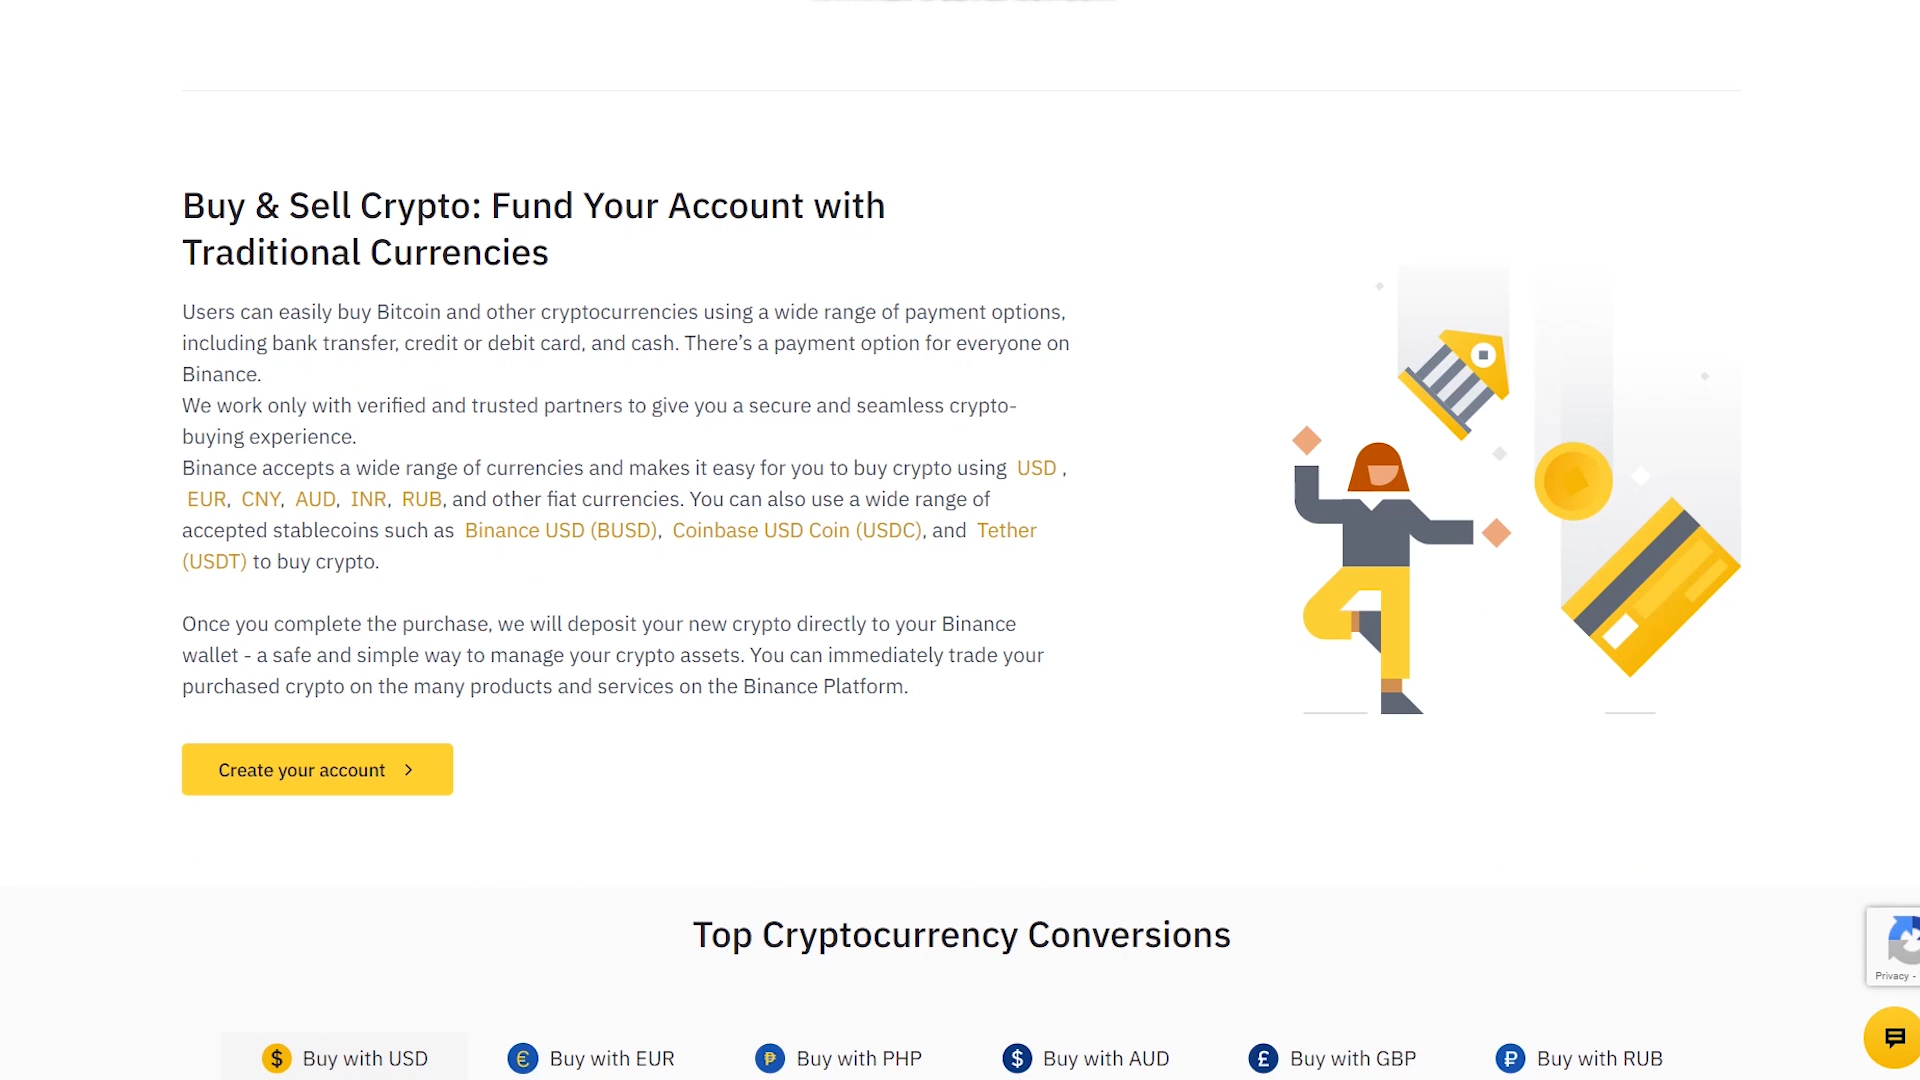 Buy & Sell Crypto: Fund Your Account with
Traditional Currencies
Users can easily buy Bitcoin and other cryptocurrencies using a wide range of payment options,
including bank transfer, credit or debit card, and cash. There’s a payment option for everyone on
Binance.
We work only with verified and trusted partners to give you a secure and seamless crypto-
buying experience.
Binance accepts a wide range of currencies and makes it easy for you to buy crypto using USD ,
EUR, CNY, AUD, INR, RUB, and other fiat currencies. You can also use a wide range of
accepted stablecoins such as Binance USD (BUSD), Coinbase USD Coin (USDC), and Tether
(USDT) to buy crypto.
Once you complete the purchase, we will deposit your new crypto directly to your Binance
wallet - a safe and simple way to manage your crypto assets. You can immediately trade your
purchased crypto on the many products and services on the Binance Platform.
Create your account
Top Cryptocurrency Conversions
Privacy -
$ Buy with USD
€ Buy with EUR
₱ Buy with PHP
$ Buy with AUD
£ Buy with GBP
₽ Buy with RUB